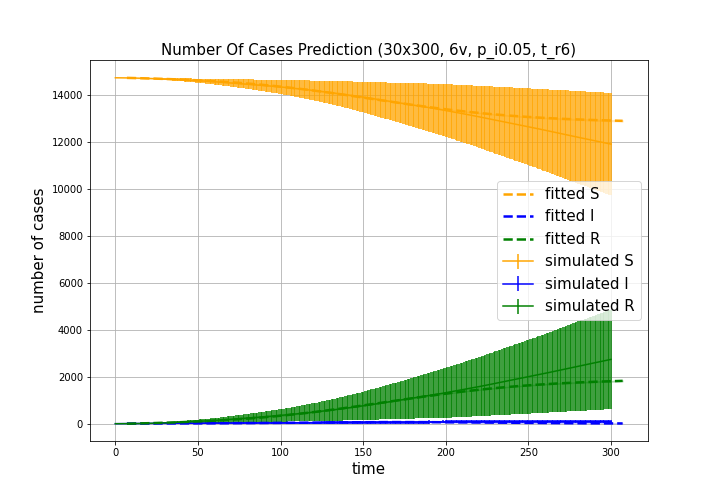 Number Of Cases Prediction (30x300, 6v, p_i0.05, t_r6)
number of cases
14000
12000
10000
8000
6000
4000
2000
0
fitted S
fitted I
fitted R
simulated S
simulated I
simulated R
0 50 100 150 200 250 300
time